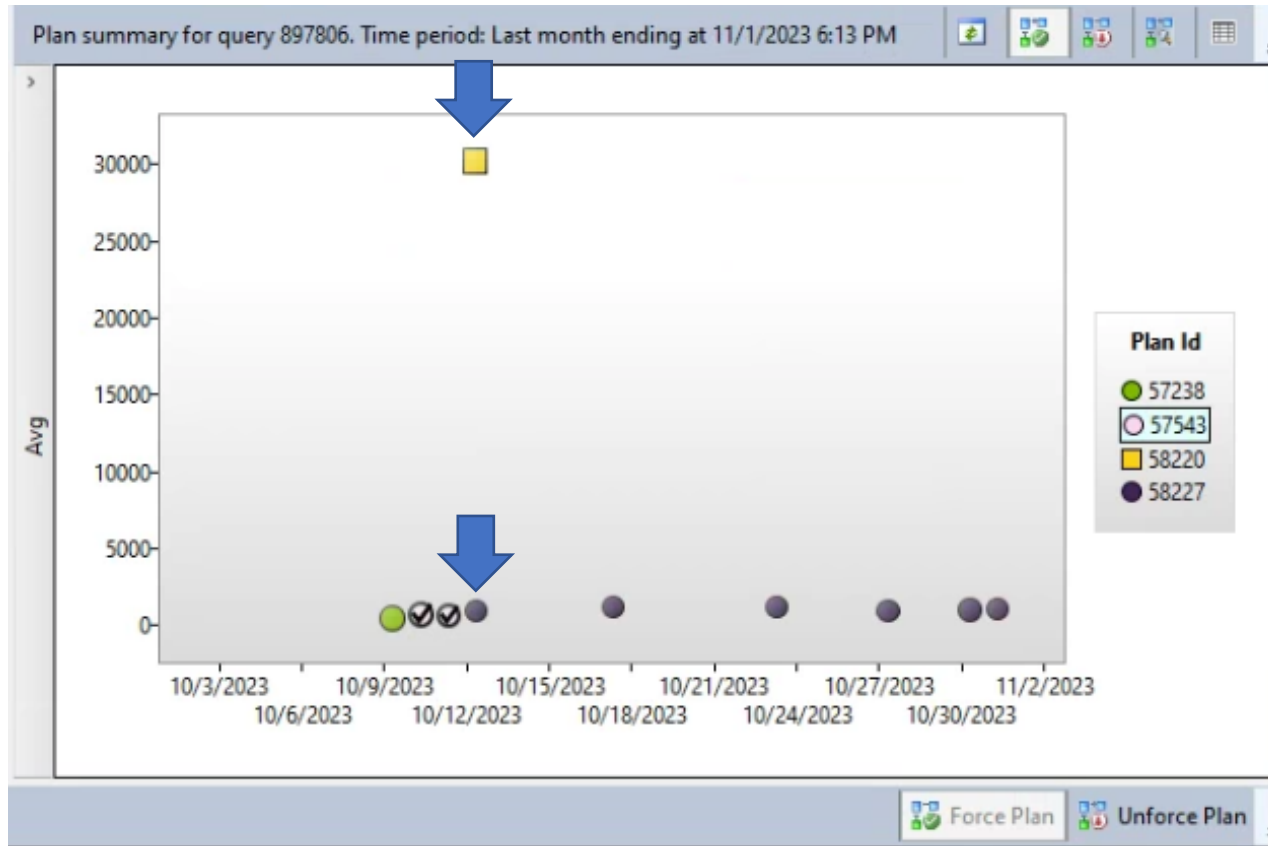 Plan summary for query 897806. Time period: Last month ending at 11/1/2023 6:13 PM
Avg
30000
25000
20000
15000
10000
5000
0
10/3/2023 10/9/2023 10/15/2023 10/21/2023 10/27/2023 11/2/2023
10/6/2023 10/12/2023 10/18/2023 10/24/2023 10/30/2023
Plan Id
57238
57543
58220
58227
Force Plan Unforce Plan